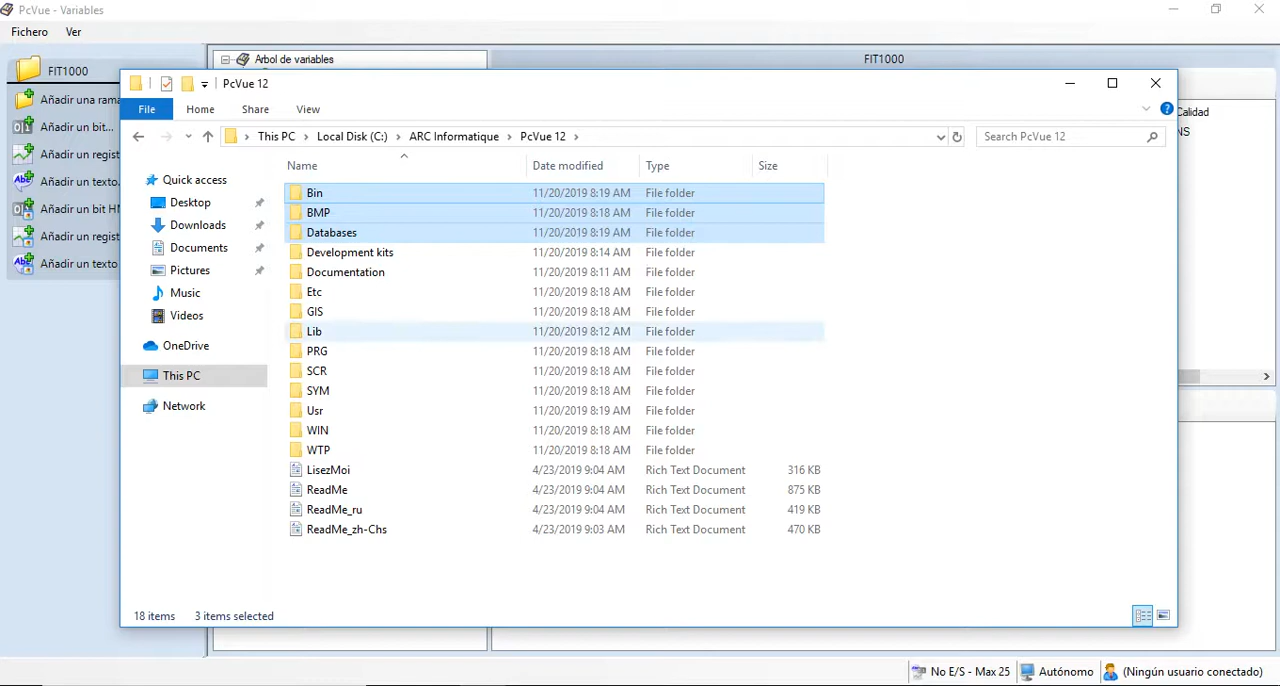 PcVue - Variables
Fichero Ver
FIT1000
Arbol de variables
FIT1000
Añadir una rama
Añadir un bit...
Añadir un regist
Añadir un texto.
Añadir un bit HI
Añadir un regist
Añadir un texto
Calidad
NS
PcVue 12
File Home Share View
This PC > Local Disk (C:) > ARC Informatique > PcVue 12 >
Search PcVue 12
Quick access
Desktop
Downloads
Documents
Pictures
Music
Videos
OneDrive
This PC
Network
Name Date modified Type Size
Bin 11/20/2019 8:19 AM File folder
BMP 11/20/2019 8:18 AM File folder
Databases 11/20/2019 8:19 AM File folder
Development kits 11/20/2019 8:14 AM File folder
Documentation 11/20/2019 8:11 AM File folder
Etc 11/20/2019 8:18 AM File folder
GIS 11/20/2019 8:18 AM File folder
Lib 11/20/2019 8:12 AM File folder
PRG 11/20/2019 8:18 AM File folder
SCR 11/20/2019 8:18 AM File folder
SYM 11/20/2019 8:18 AM File folder
Usr 11/20/2019 8:19 AM File folder
WIN 11/20/2019 8:18 AM File folder
WTP 11/20/2019 8:18 AM File folder
LisezMoi 4/23/2019 9:04 AM Rich Text Document 316 KB
ReadMe 4/23/2019 9:04 AM Rich Text Document 875 KB
ReadMe_ru 4/23/2019 9:04 AM Rich Text Document 419 KB
ReadMe_zh-Chs 4/23/2019 9:03 AM Rich Text Document 470 KB
18 items 3 items selected
No E/S - Max 25 Autónomo (Ningún usuario conectado)